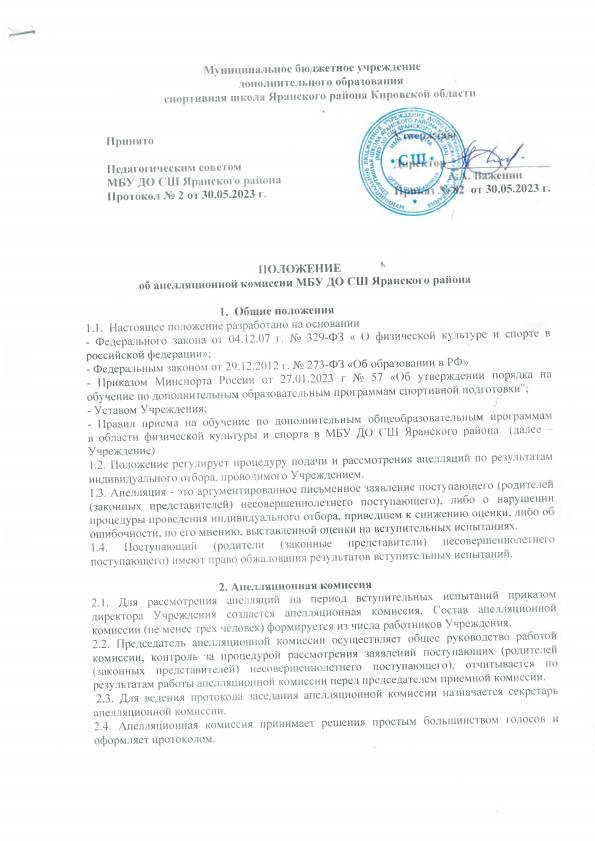 Муниципальное бюджетное учреждение
дополнительного образования
спортивная школа Яранского района Кировской области
Принято
Утверждаю
Педагогическим советом
Директор
МБУ ДО СШ Яранского района
А.А. Важенин
Протокол № 2 от 30.05.2023 г.
Приказ № 82 от 30.05.2023 г.
СШ
ПОЛОЖЕНИЕ
об апелляционной комиссии МБУ ДО СШ Яранского района
1. Общие положения
1.1. Настоящее положение разработано на основании
- Федерального закона от 04.12.07 г. № 329-ФЗ « О физической культуре и спорте в
российской федерации»;
- Федеральным законом от 29.12.2012 г. № 273-ФЗ «Об образовании в РФ»
- Приказом Минспорта России от 27.01.2023 г № 57 «Об утверждении порядка на
обучение по дополнительным образовательным программам спортивной подготовки";
- Уставом Учреждения;
- Правил приема на обучение по дополнительным общеобразовательным программам
в области физической культуры и спорта в МБУ ДО СШ Яранского района (далее –
Учреждение)
1.2. Положение регулирует процедуру подачи и рассмотрения апелляций по результатам
индивидуального отбора, проводимого Учреждением.
1.3. Апелляция - это аргументированное письменное заявление поступающего (родителей
(законных представителей) несовершеннолетнего поступающего), либо о нарушении
процедуры проведения индивидуального отбора, приведшем к снижению оценки, либо об
ошибочности, по его мнению, выставленной оценки на вступительных испытаниях.
1.4. Поступающий (родители (законные представители) несовершеннолетнего
поступающего) имеют право обжалования результатов вступительных испытаний.
2. Апелляционная комиссия
2.1. Для рассмотрения апелляций на период вступительных испытаний приказом
директора Учреждения создается апелляционная комиссия. Состав апелляционной
комиссии (не менее трех человек) формируется из числа работников Учреждения.
2.2. Председатель апелляционной комиссии осуществляет общее руководство работой
комиссии, контроль за процедурой рассмотрения заявлений поступающих (родителей
(законных представителей) несовершеннолетнего поступающего), отчитывается по
результатам работы апелляционной комиссии перед председателем приемной комиссии.
2.3. Для ведения протокола заседания апелляционной комиссии назначается секретарь
апелляционной комиссии.
2.4. Апелляционная комиссия принимает решения простым большинством голосов и
оформляет протоколом.